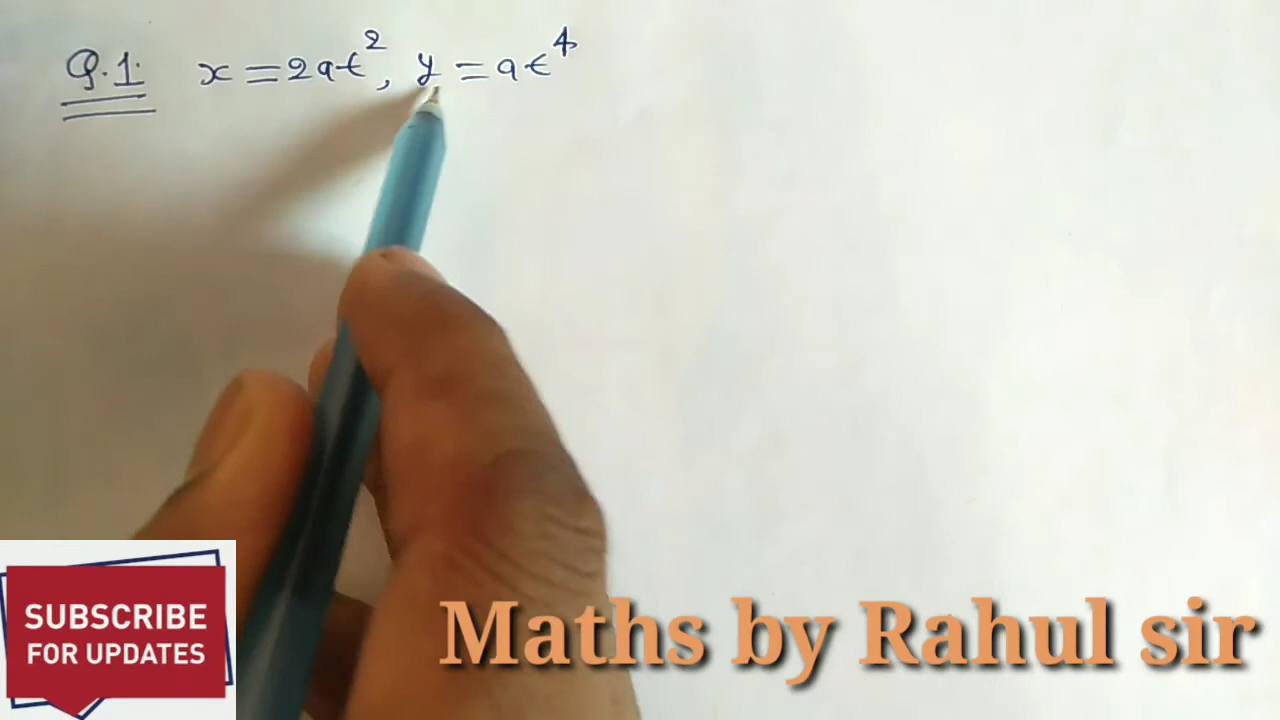 Q.1. x = 2at², y = at⁴
SUBSCRIBE
FOR UPDATES
Maths by Rahul sir